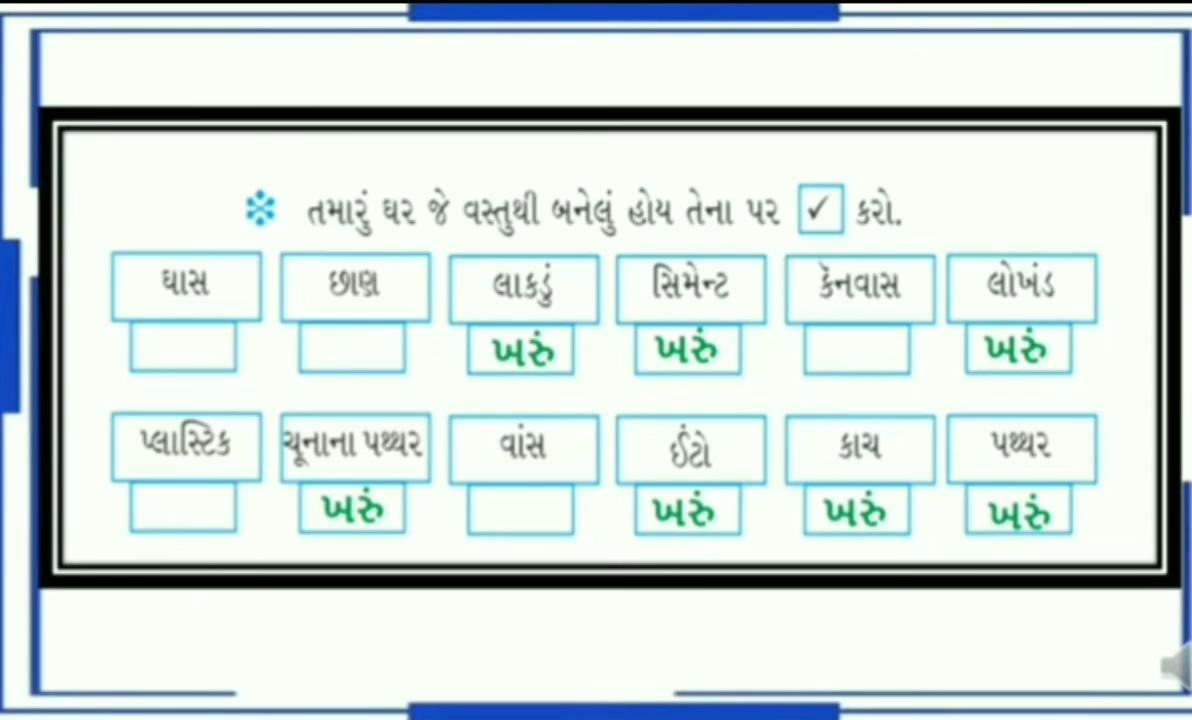 ❇ તમારું ઘર જે વસ્તુથી બનેલું હોય તેના પર ✓ કરો.
ઘાસ છાણ લાકડું સિમેન્ટ કૅનવાસ લોખંડ
ખરું ખરું ખરું
પ્લાસ્ટિક ચૂનાના પથ્થર વાંસ ઈંટો કાચ પથ્થર
ખરું ખરું ખરું ખરું